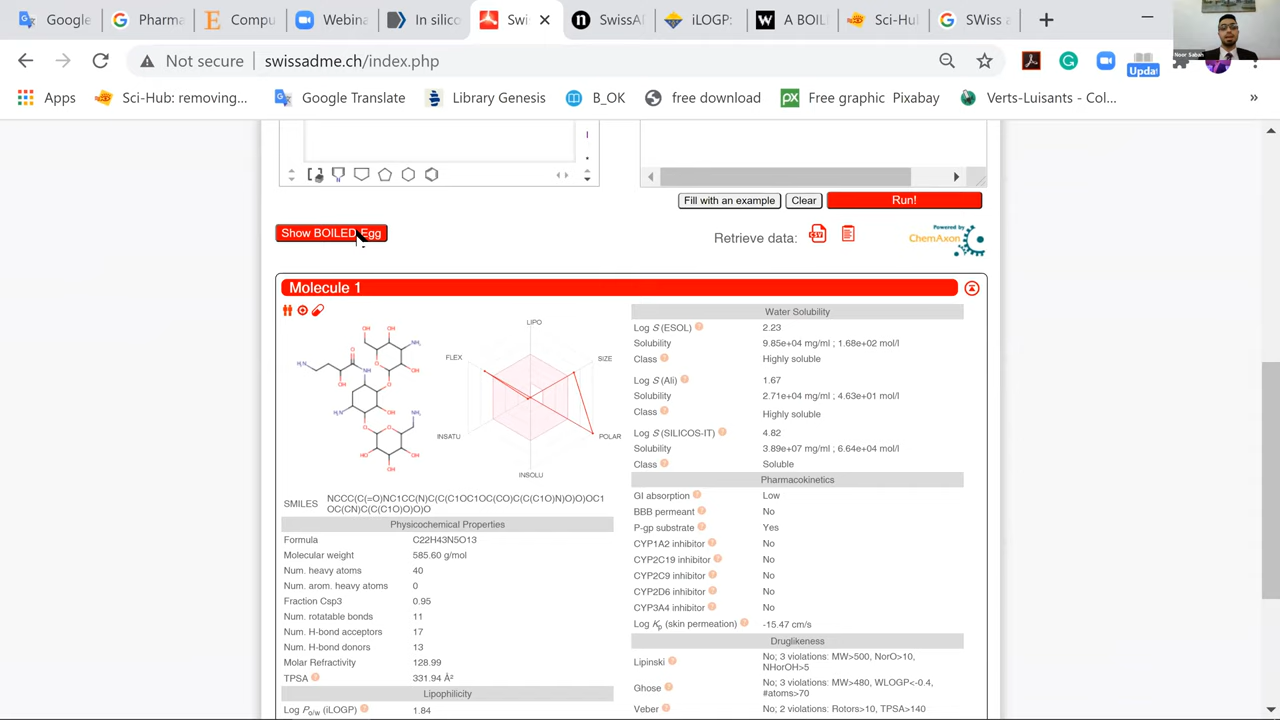 Google
Pharma
Compu
Webina
In silico
Swi
SwissAD
iLOGP:
A BOIL
Sci-Hub
SWiss a
Noor Sabah
Not secure
swissadme.ch/index.php
Upda
Apps
Sci-Hub: removing...
Google Translate
Library Genesis
B_OK
free download
Free graphic Pixabay
Verts-Luisants - Col...
Fill with an example
Clear
Run!
Show BOILED-Egg
Retrieve data:
CSV
Powered by
ChemAxon
Molecule 1
LIPO
FLEX
SIZE
INSATU
POLAR
INSOLU
SMILES NCCC(C(=O)NC1CC(N)C(C(C1OC1OC(CO)C(C(C1O)N)O)O)OC1
OC(CN)C(C(C1O)O)O)O
Physicochemical Properties
Formula C22H43N5O13
Molecular weight 585.60 g/mol
Num. heavy atoms 40
Num. arom. heavy atoms 0
Fraction Csp3 0.95
Num. rotatable bonds 11
Num. H-bond acceptors 17
Num. H-bond donors 13
Molar Refractivity 128.99
TPSA 331.94 Å²
Lipophilicity
Log Po/w (iLOGP) 1.84
Water Solubility
Log S (ESOL) 2.23
Solubility 9.85e+04 mg/ml ; 1.68e+02 mol/l
Class Highly soluble
Log S (Ali) 1.67
Solubility 2.71e+04 mg/ml ; 4.63e+01 mol/l
Class Highly soluble
Log S (SILICOS-IT) 4.82
Solubility 3.89e+07 mg/ml ; 6.64e+04 mol/l
Class Soluble
Pharmacokinetics
GI absorption Low
BBB permeant No
P-gp substrate Yes
CYP1A2 inhibitor No
CYP2C19 inhibitor No
CYP2C9 inhibitor No
CYP2D6 inhibitor No
CYP3A4 inhibitor No
Log Kp (skin permeation) -15.47 cm/s
Druglikeness
Lipinski No; 3 violations: MW>500, NorO>10,
NHorOH>5
Ghose No; 3 violations: MW>480, WLOGP<-0.4,
#atoms>70
Veber No; 2 violations: Rotors>10, TPSA>140